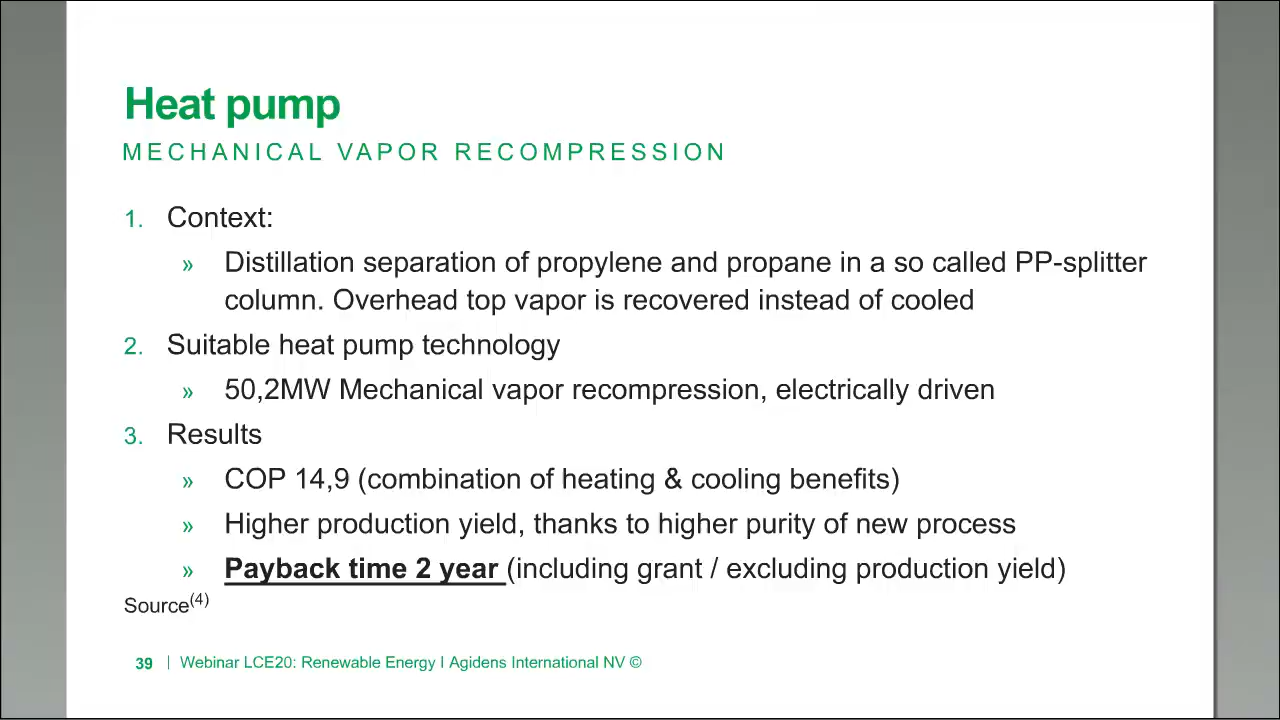 Heat pump
MECHANICAL VAPOR RECOMPRESSION
1. Context:
» Distillation separation of propylene and propane in a so called PP-splitter
column. Overhead top vapor is recovered instead of cooled
2. Suitable heat pump technology
» 50,2MW Mechanical vapor recompression, electrically driven
3. Results
» COP 14,9 (combination of heating & cooling benefits)
» Higher production yield, thanks to higher purity of new process
» Payback time 2 year (including grant / excluding production yield)
Source(4)
39 | Webinar LCE20: Renewable Energy I Agidens International NV ©